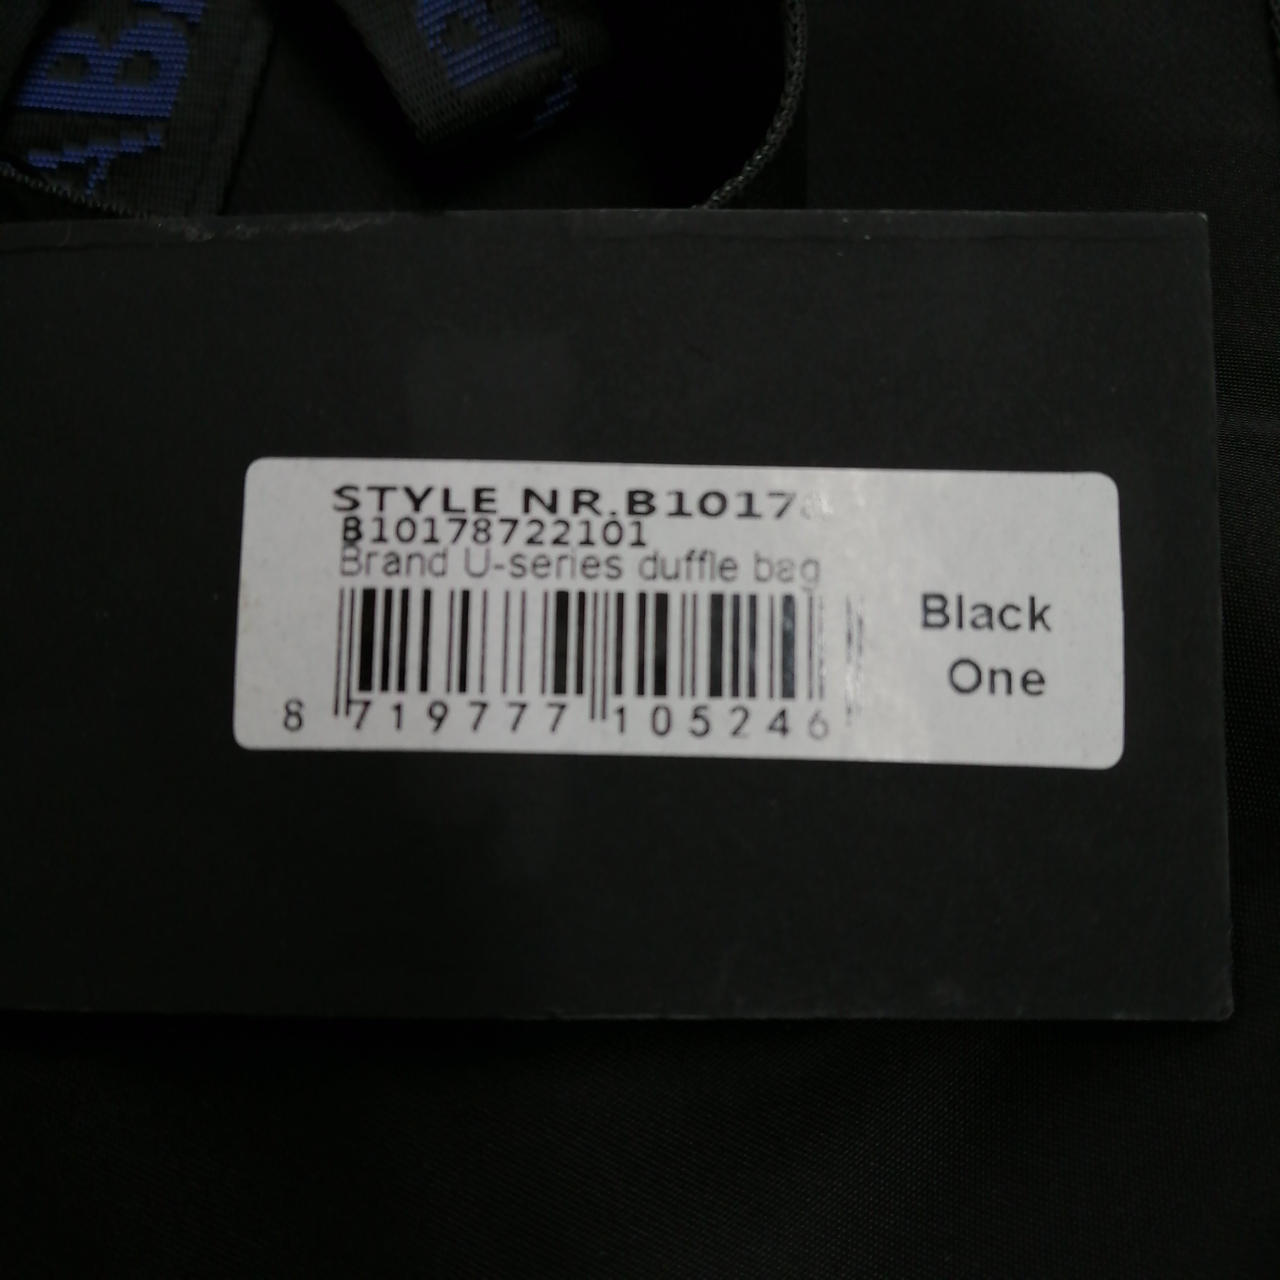 STYLE NR.B1017
B10178722101
Brand U-series duffle bag
Black
One
8 719777 105246